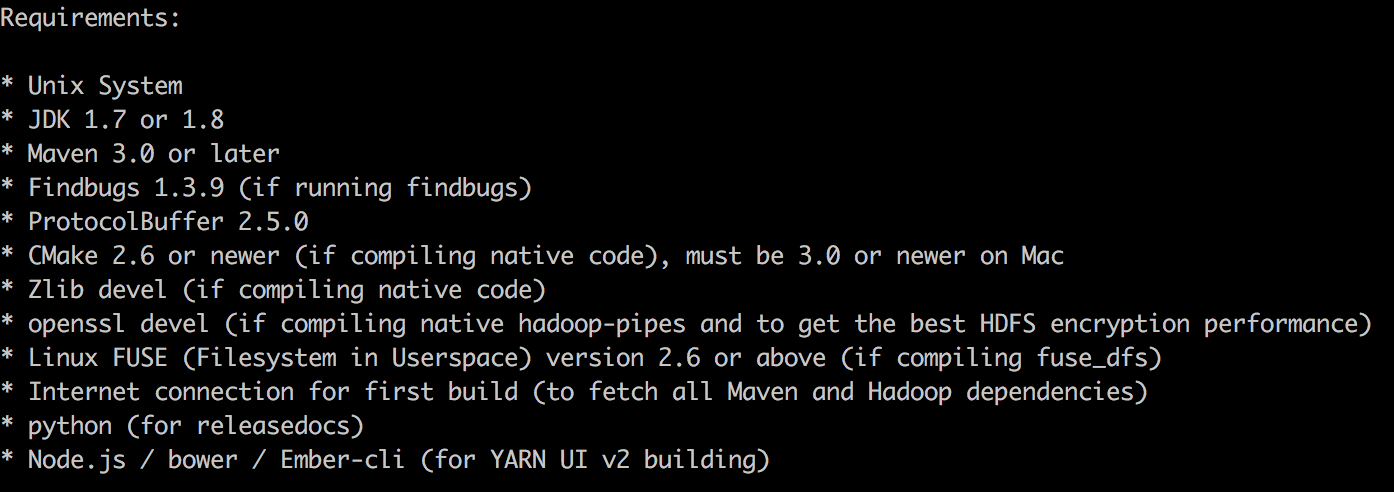 Requirements:
* Unix System
* JDK 1.7 or 1.8
* Maven 3.0 or later
* Findbugs 1.3.9 (if running findbugs)
* ProtocolBuffer 2.5.0
* CMake 2.6 or newer (if compiling native code), must be 3.0 or newer on Mac
* Zlib devel (if compiling native code)
* openssl devel (if compiling native hadoop-pipes and to get the best HDFS encryption performance)
* Linux FUSE (Filesystem in Userspace) version 2.6 or above (if compiling fuse_dfs)
* Internet connection for first build (to fetch all Maven and Hadoop dependencies)
* python (for releasedocs)
* Node.js / bower / Ember-cli (for YARN UI v2 building)